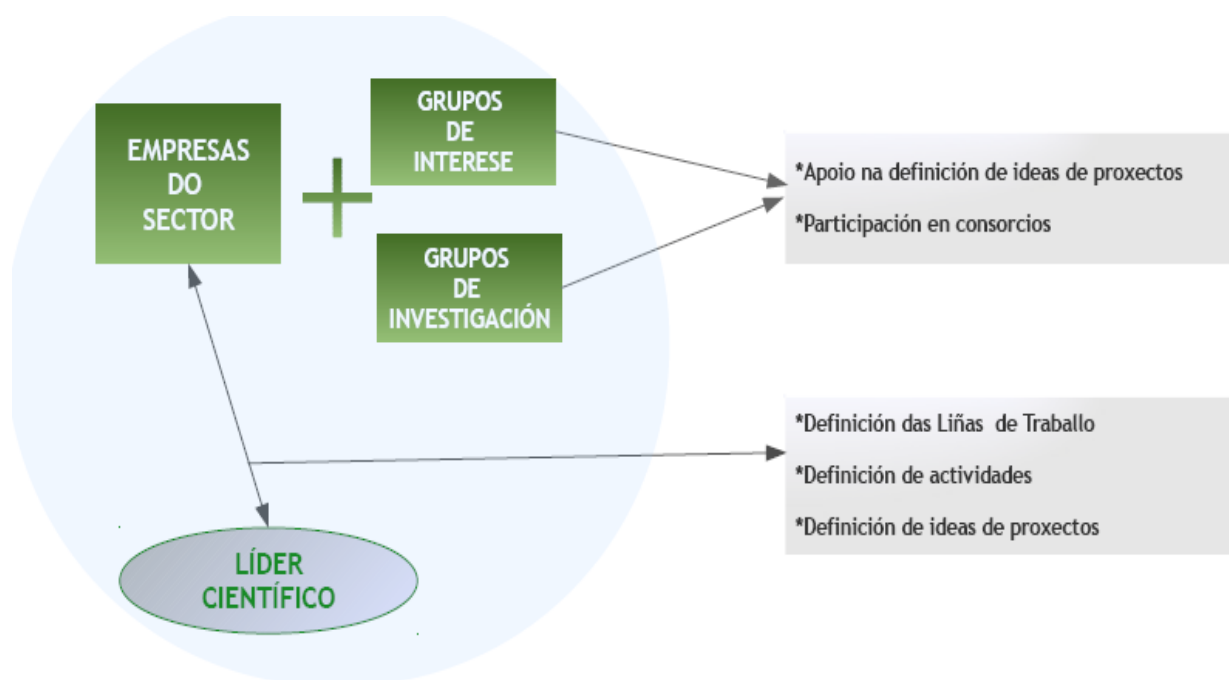 EMPRESAS
DO
SECTOR
GRUPOS
DE
INTERESE
GRUPOS
DE
INVESTIGACIÓN
*Apoio na definición de ideas de proxectos
*Participación en consorcios
*Definición das Liñas de Traballo
*Definición de actividades
*Definición de ideas de proxectos
LÍDER
CIENTÍFICO